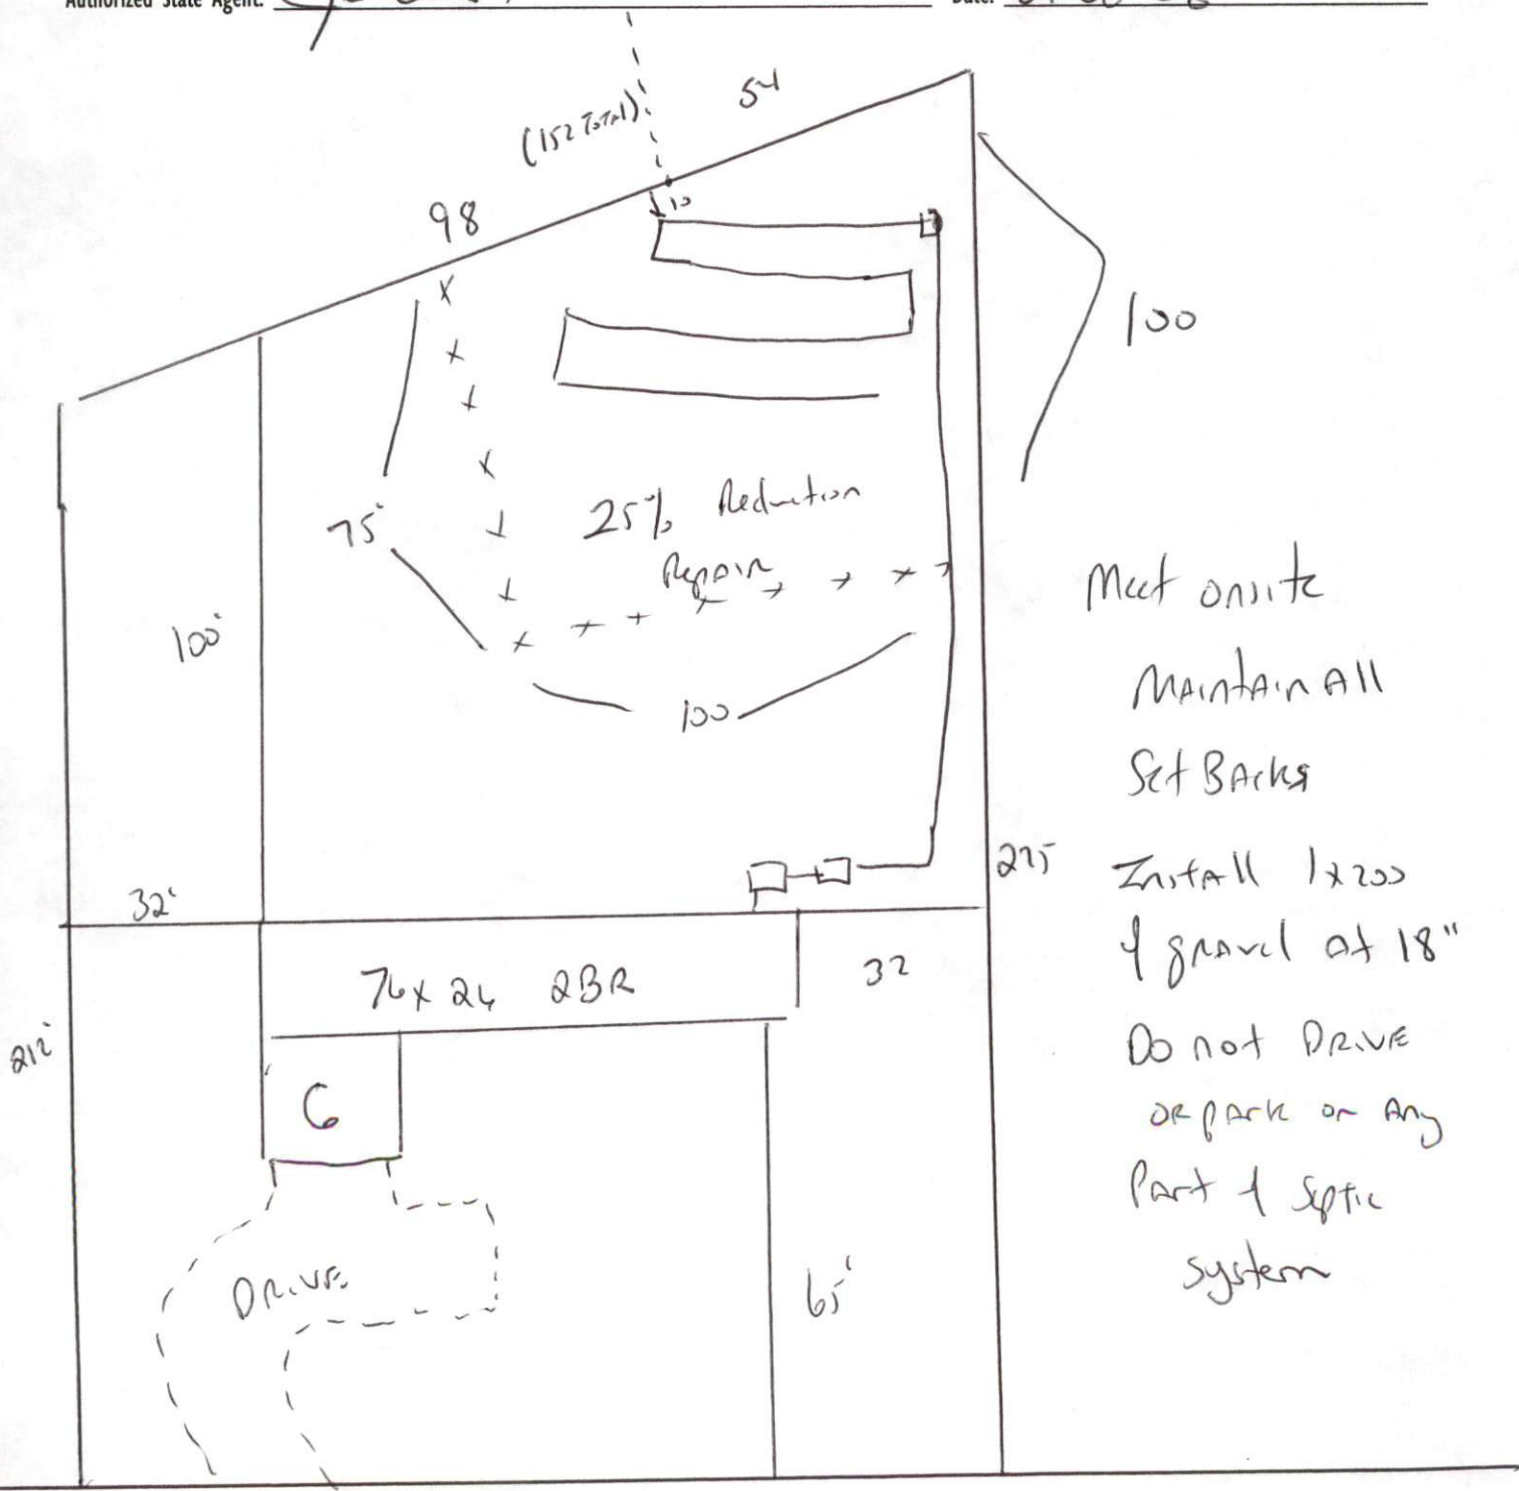 Authorized State Agent:
Date:
54
(152 Total)
98
10
100
75'
25% Reduction
Repair
100'
100
Meet onsite
Maintain All
Set Backs
275
Install 1x200
of gravel at 18"
32'
76x26 2BR
32
212'
Do not Drive
or park on Any
Part of Septic
system
G
Drive
65'